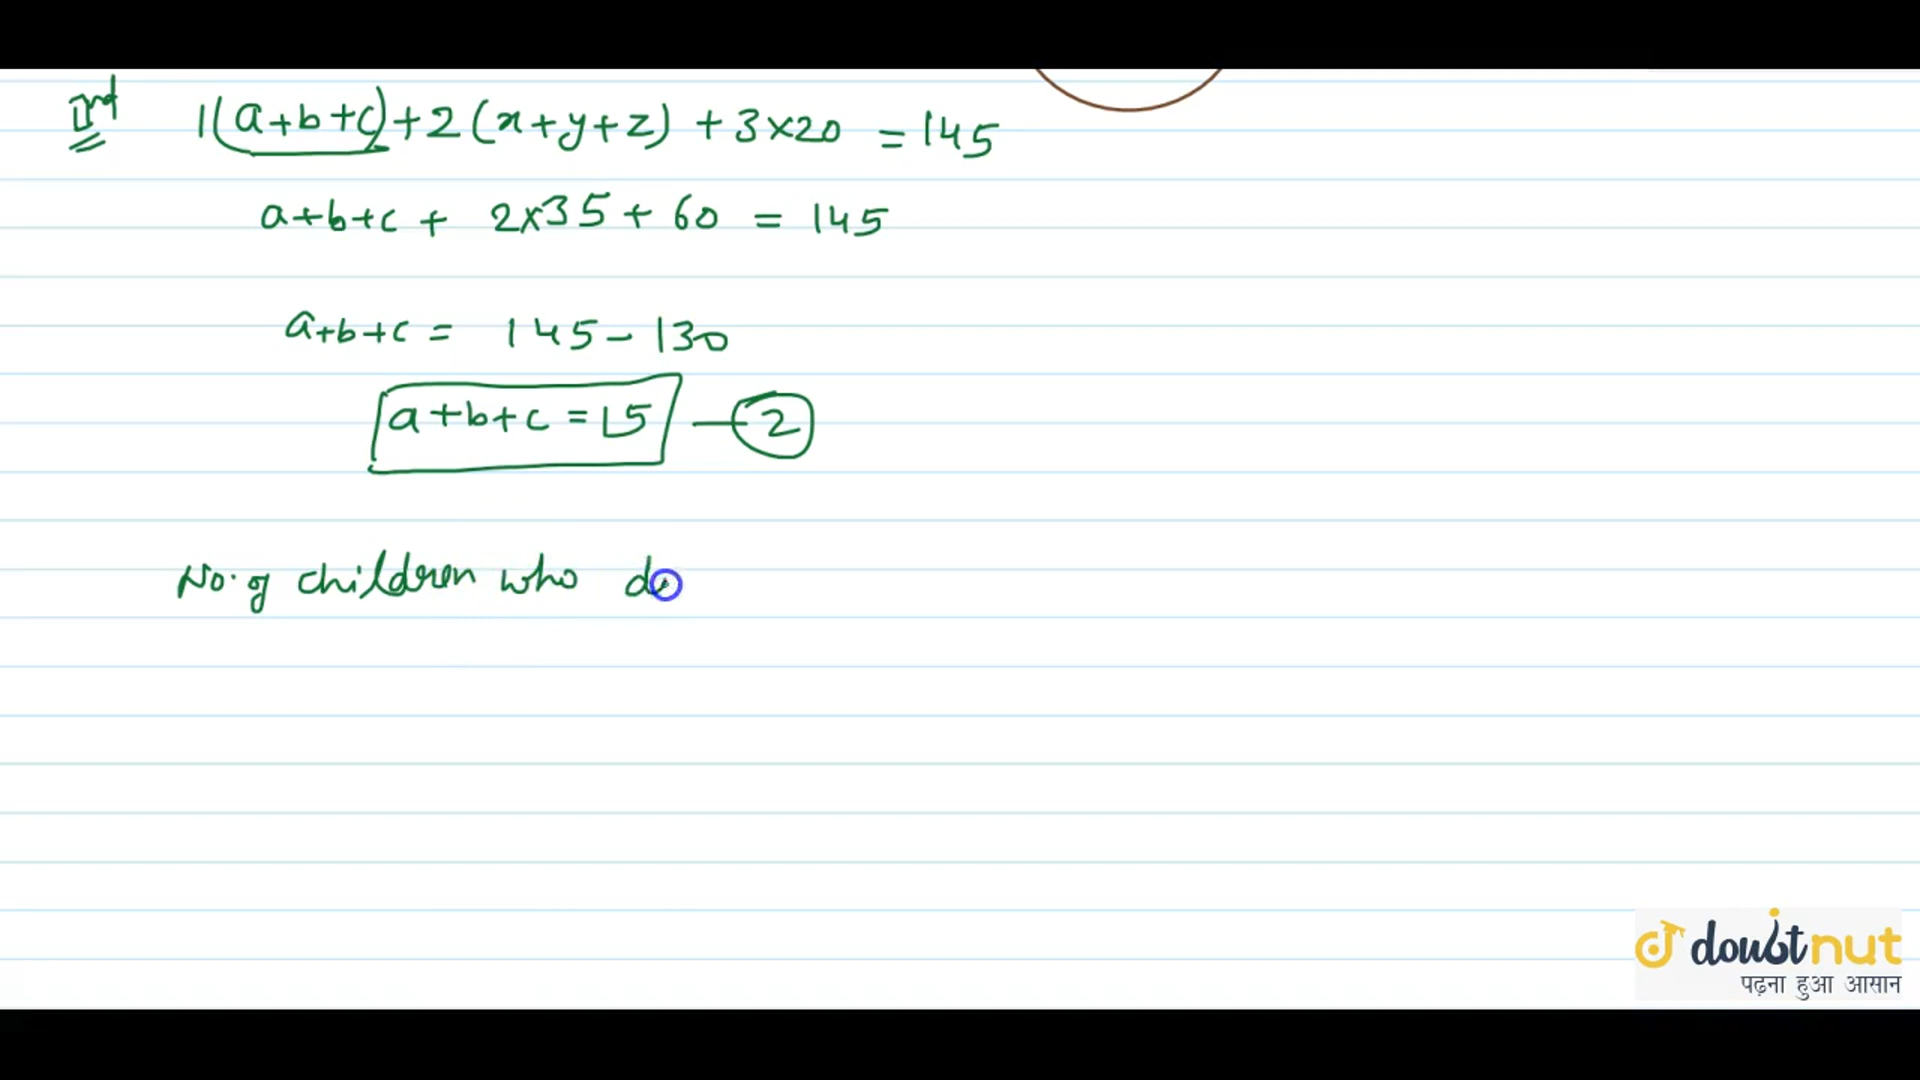 IIrd 1(a+b+c)+2(x+y+z)+3×20 = 145
a+b+c + 2×35 + 60 = 145
a+b+c = 145 - 130
a+b+c = 15 — 2
No. of children who do
doubtnut
पढ़ना हुआ आसान